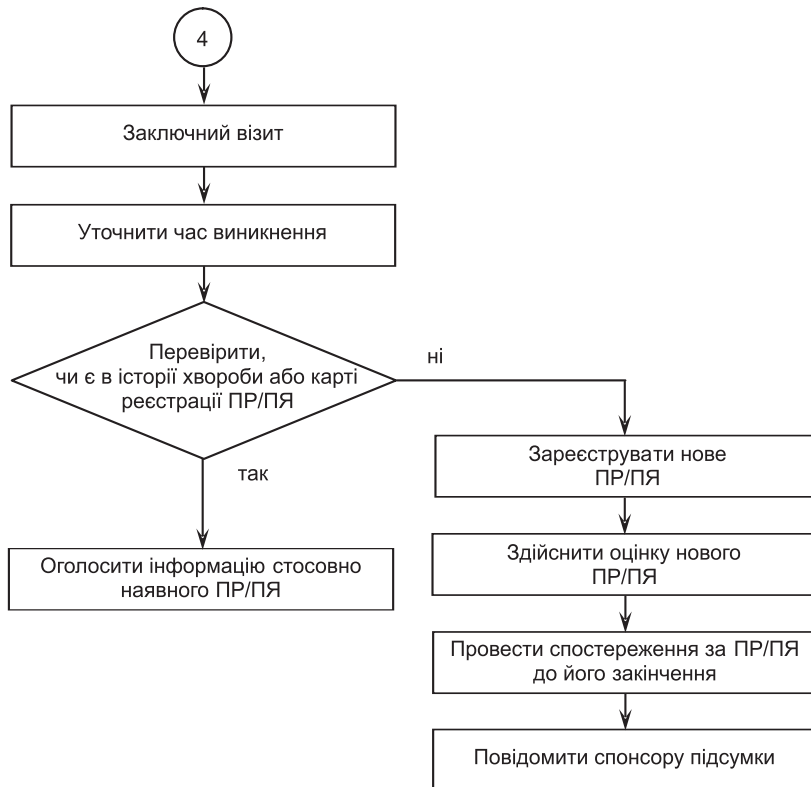 4
Заключний візит
Уточнити час виникнення
Перевірити,
чи є в історії хвороби або карті
реєстрації ПР/ПЯ
ні
так
Оголосити інформацію стосовно
наявного ПР/ПЯ
Зареєструвати нове
ПР/ПЯ
Здійснити оцінку нового
ПР/ПЯ
Провести спостереження за ПР/ПЯ
до його закінчення
Повідомити спонсору підсумки